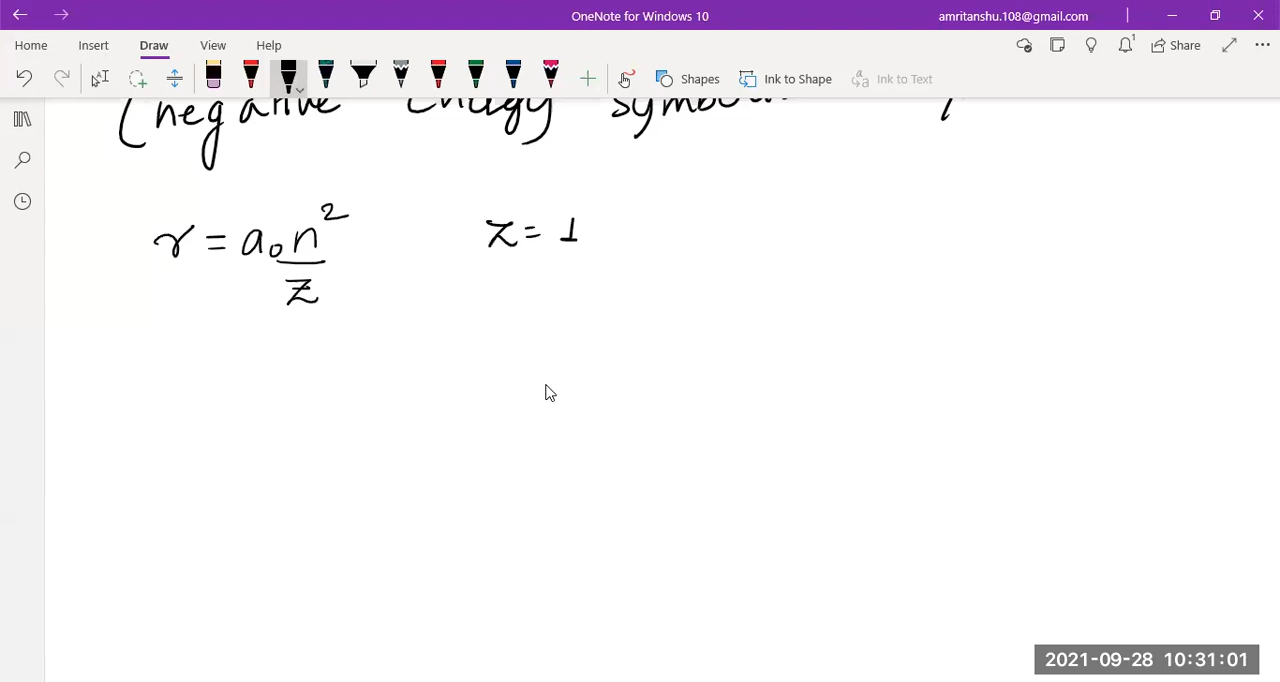 OneNote for Windows 10
amritanshu.108@gmail.com
Home Insert Draw View Help
Share
Shapes Ink to Shape Ink to Text
(negative Energy
r = a₀n²/z z = 1
2021-09-28 10:31:01